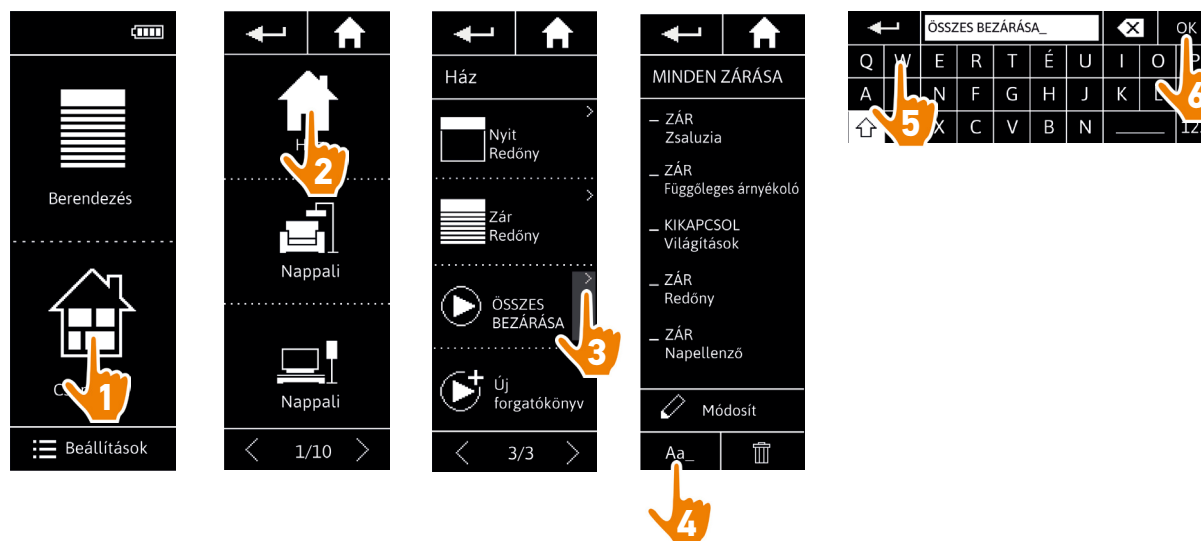 Berendezés
1
Beállítások
2
Nappali
Nappali
1/10
Ház
Nyit
Redőny
Zár
Redőny
ÖSSZES
BEZÁRÁSA
3
Új
forgatókönyv
3/3
MINDEN ZÁRÁSA
– ZÁR
Zsaluzia
– ZÁR
Függőleges árnyékoló
– KIKAPCSOL
Világítások
– ZÁR
Redőny
– ZÁR
Napellenző
Módosít
Aa_
4
ÖSSZES BEZÁRÁSA_ OK
Q W E R T É U I O P
A N F G H J K
X C V B N 12
5
6